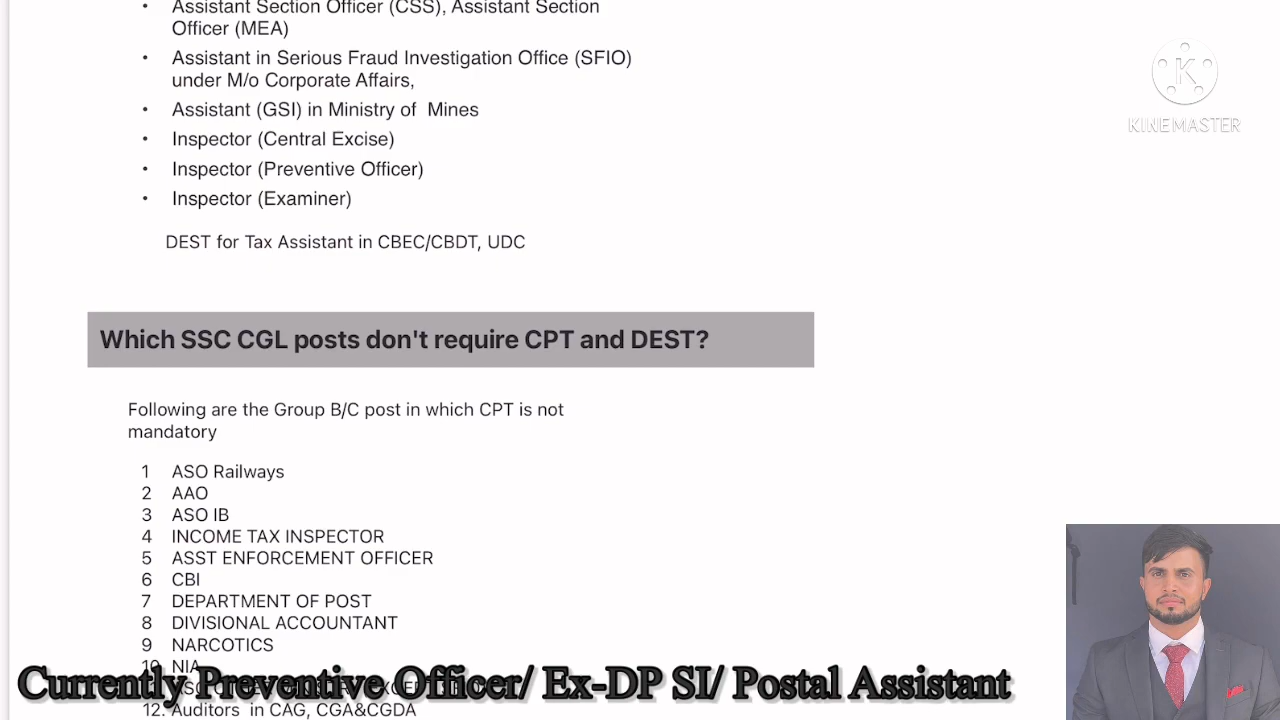 • Assistant Section Officer (CSS), Assistant Section
Officer (MEA)
• Assistant in Serious Fraud Investigation Office (SFIO)
under M/o Corporate Affairs,
• Assistant (GSI) in Ministry of Mines
• Inspector (Central Excise)
• Inspector (Preventive Officer)
• Inspector (Examiner)
DEST for Tax Assistant in CBEC/CBDT, UDC
Which SSC CGL posts don't require CPT and DEST?
Following are the Group B/C post in which CPT is not
mandatory
1 ASO Railways
2 AAO
3 ASO IB
4 INCOME TAX INSPECTOR
5 ASST ENFORCEMENT OFFICER
6 CBI
7 DEPARTMENT OF POST
8 DIVISIONAL ACCOUNTANT
9 NARCOTICS
10 NIA
12. Auditors in CAG, CGA&CGDA
Currently Preventive Officer/ Ex-DP SI/ Postal Assistant
K
KINEMASTER